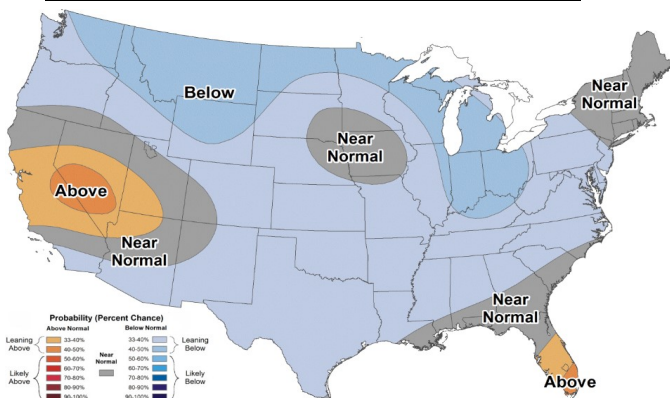 Below
Near
Normal
Near
Normal
Above
Near
Normal
Near
Normal
Above
Probability (Percent Chance)
Above Normal
Below Normal
Leaning
Above
33-40%
40-50%
Likely
Above
50-60%
60-70%
70-80%
80-90%
90-100%
Near
Normal
33-40%
40-50%
50-60%
60-70%
70-80%
80-90%
90-100%
Leaning
Below
Likely
Below